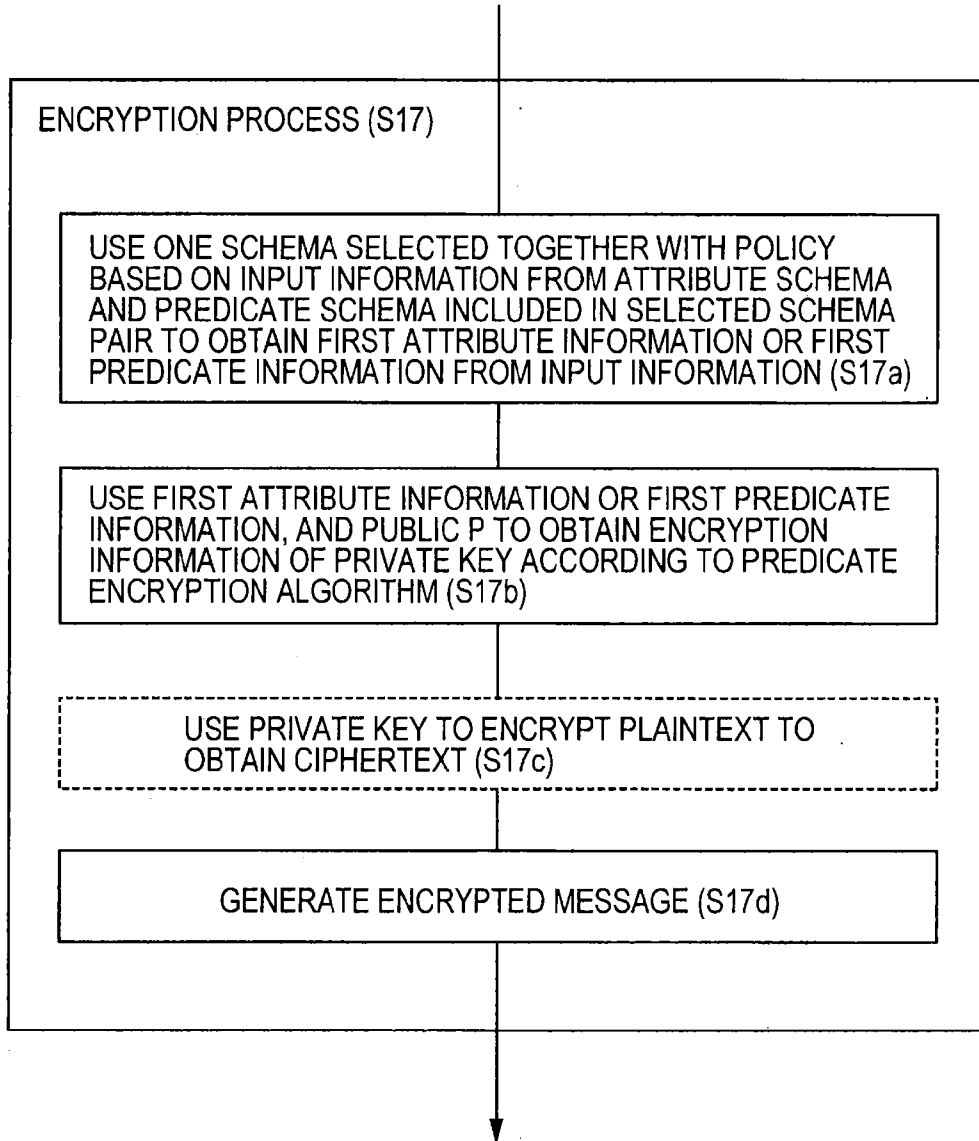 ENCRYPTION PROCESS (S17)
USE ONE SCHEMA SELECTED TOGETHER WITH POLICY
BASED ON INPUT INFORMATION FROM ATTRIBUTE SCHEMA
AND PREDICATE SCHEMA INCLUDED IN SELECTED SCHEMA
PAIR TO OBTAIN FIRST ATTRIBUTE INFORMATION OR FIRST
PREDICATE INFORMATION FROM INPUT INFORMATION (S17a)
USE FIRST ATTRIBUTE INFORMATION OR FIRST PREDICATE
INFORMATION, AND PUBLIC P TO OBTAIN ENCRYPTION
INFORMATION OF PRIVATE KEY ACCORDING TO PREDICATE
ENCRYPTION ALGORITHM (S17b)
USE PRIVATE KEY TO ENCRYPT PLAINTEXT TO
OBTAIN CIPHERTEXT (S17c)
GENERATE ENCRYPTED MESSAGE (S17d)